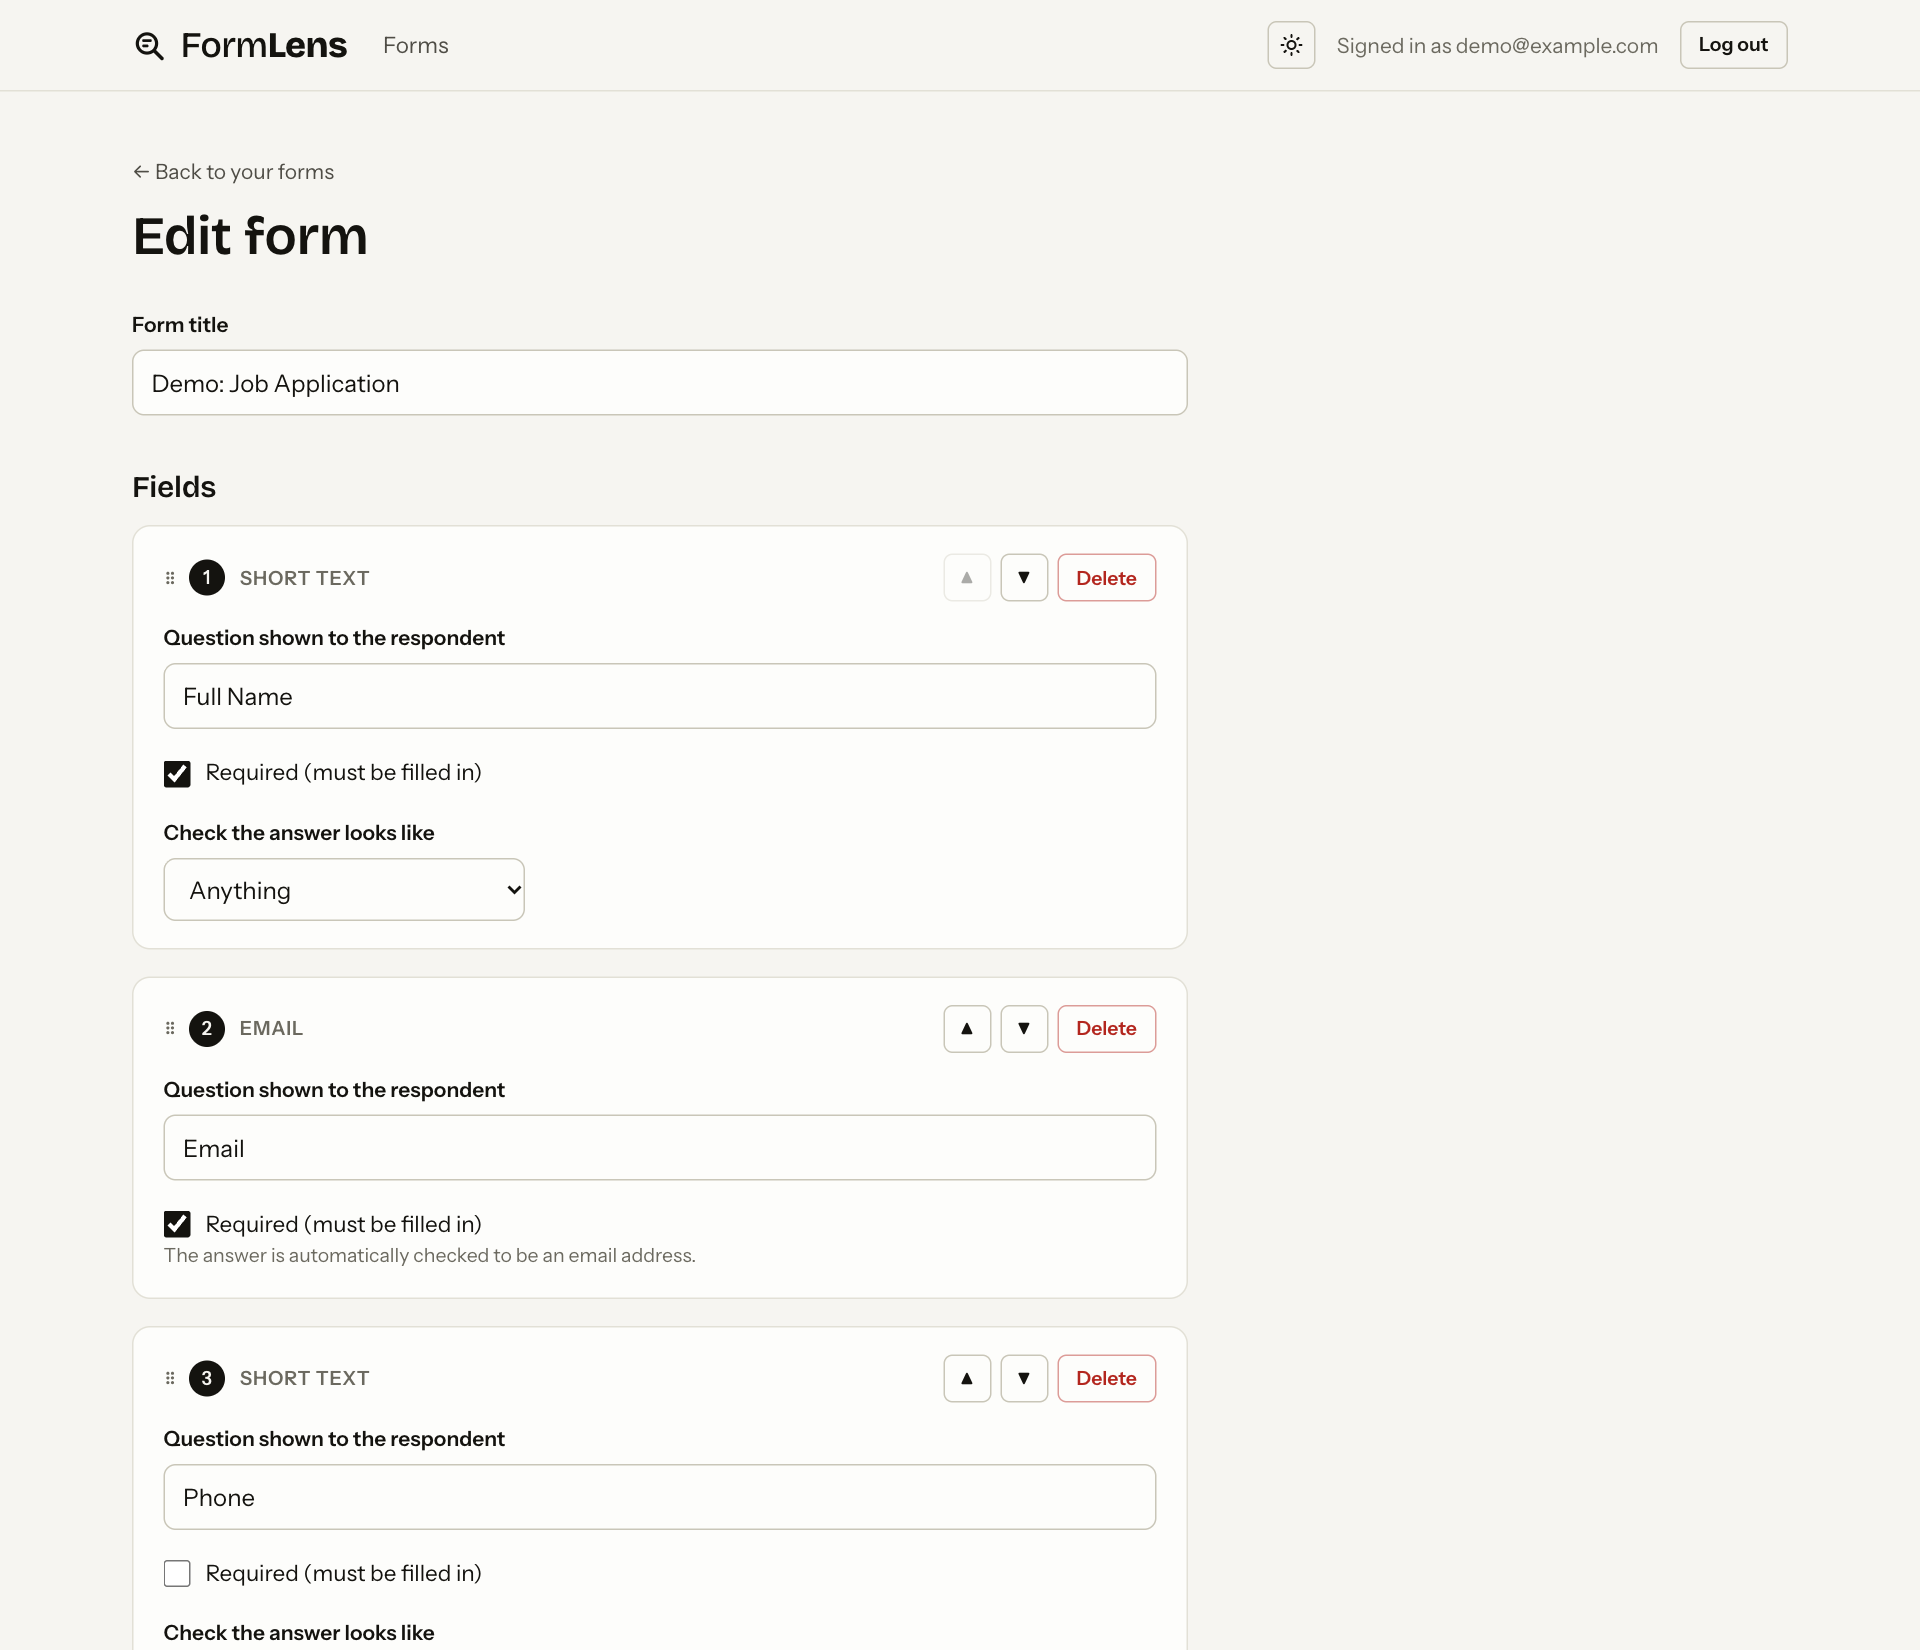 FormLens Forms Signed in as demo@example.com Log out
← Back to your forms
Edit form
Form title
Demo: Job Application
Fields
1 SHORT TEXT ▲ ▼ Delete
Question shown to the respondent
Full Name
Required (must be filled in)
Check the answer looks like
Anything
2 EMAIL ▲ ▼ Delete
Question shown to the respondent
Email
Required (must be filled in)
The answer is automatically checked to be an email address.
3 SHORT TEXT ▲ ▼ Delete
Question shown to the respondent
Phone
Required (must be filled in)
Check the answer looks like